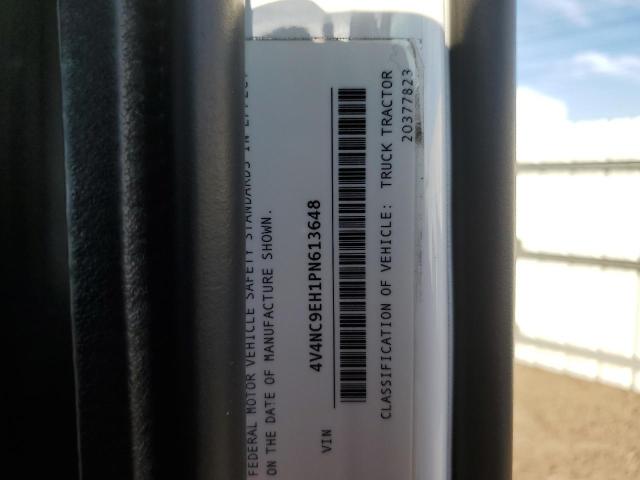 FEDERAL MOTOR VEHICLE SAFETY STANDARDS IN EFFECT
ON THE DATE OF MANUFACTURE SHOWN.
VIN 4V4NC9EH1PN613648
CLASSIFICATION OF VEHICLE: TRUCK TRACTOR
20377823